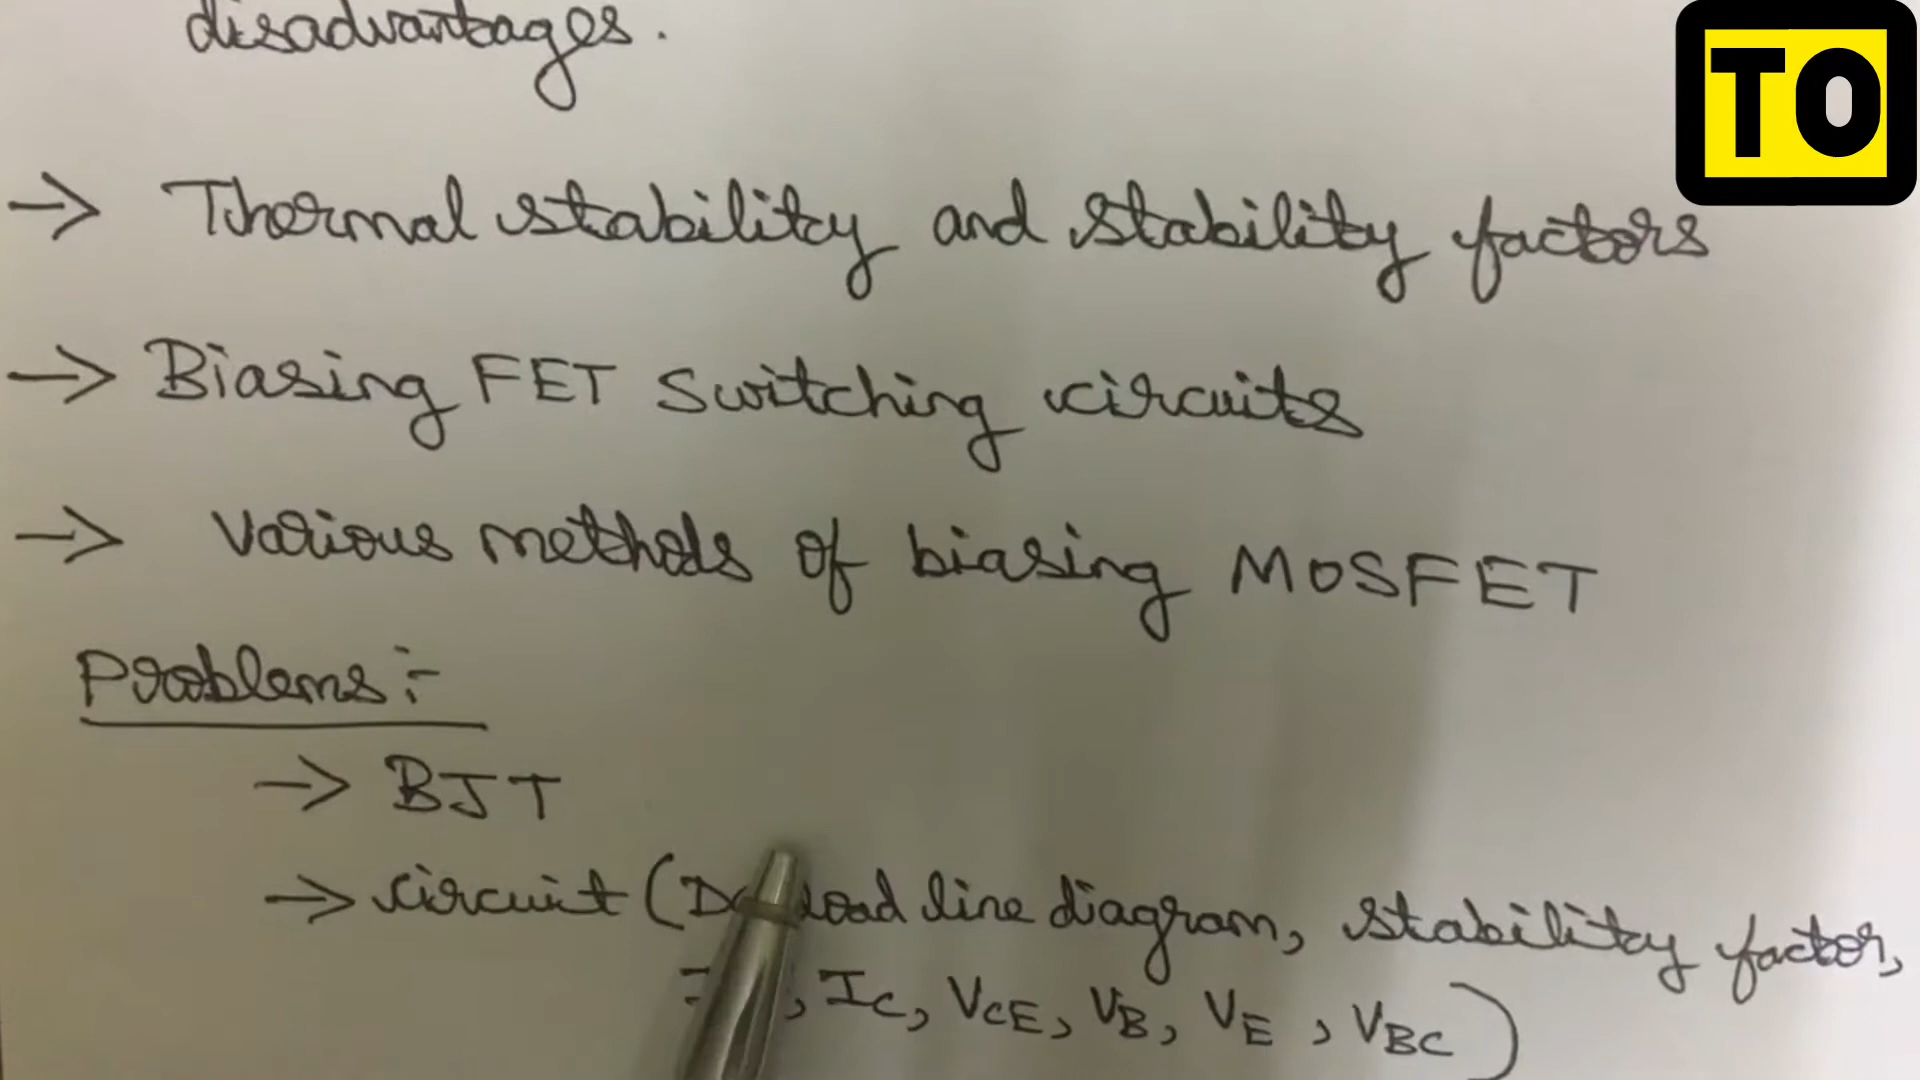 disadvantages.
TO
→ Thermal stability and stability factors
→ Biasing FET Switching circuits
→ Various methods of biasing MOSFET
Problems :-
→ BJT
→ circuit ( load line diagram, stability factor,
, IC, VCE, VB, VE, VBC)